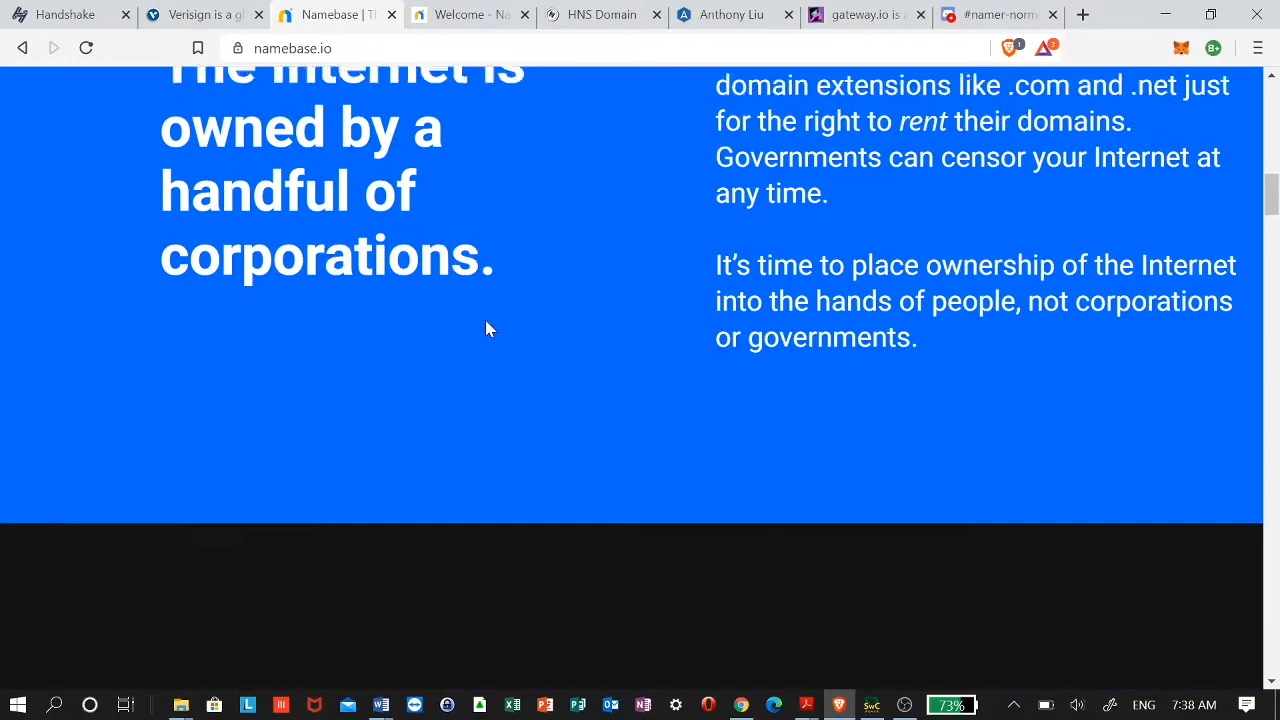 Handshake
Verisign is a gl
Namebase | T
Welcome - Na
HNS Domain
Anthony Liu
gateway.io is a
#namer-norm
namebase.io
1
3
B+
The Internet is
owned by a
handful of
corporations.
domain extensions like .com and .net just
for the right to rent their domains.
Governments can censor your Internet at
any time.
It's time to place ownership of the Internet
into the hands of people, not corporations
or governments.
L
SwC
73%
ENG
7:38 AM